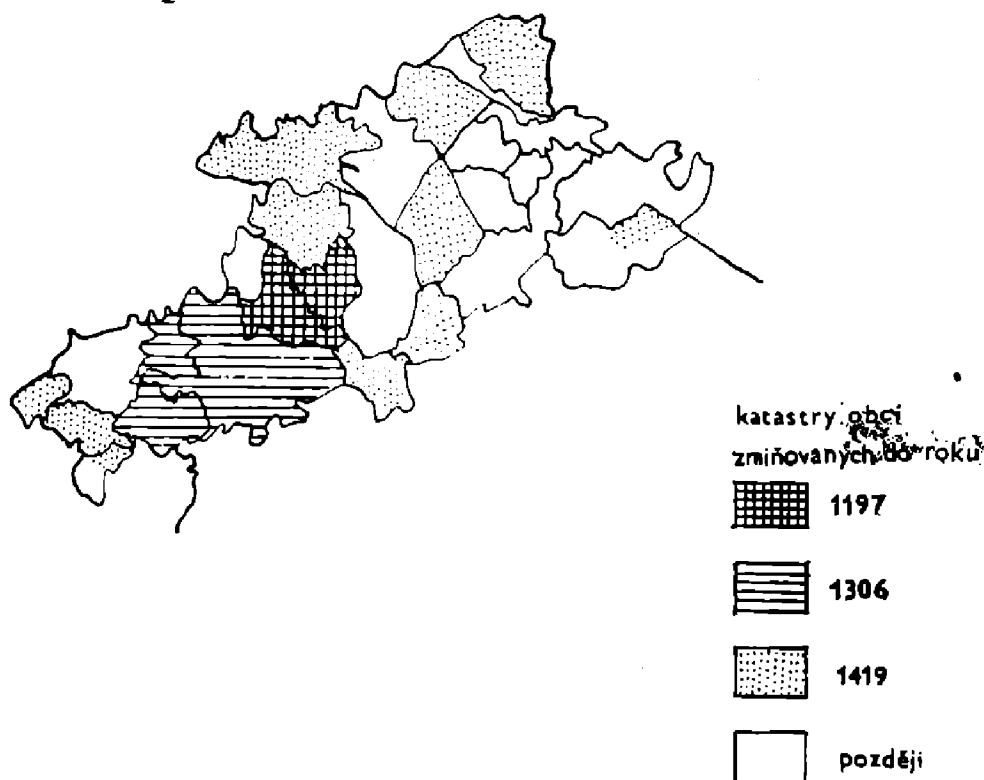 katastry obcí
zmiňovaných do roku
1197
1306
1419
později